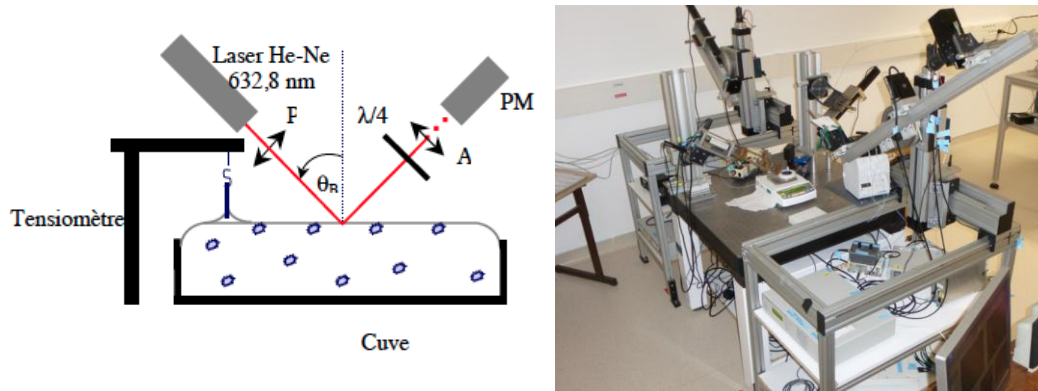 Laser He-Ne
632,8 nm
P
λ/4
PM
A
θB
S
Tensiomètre
Cuve